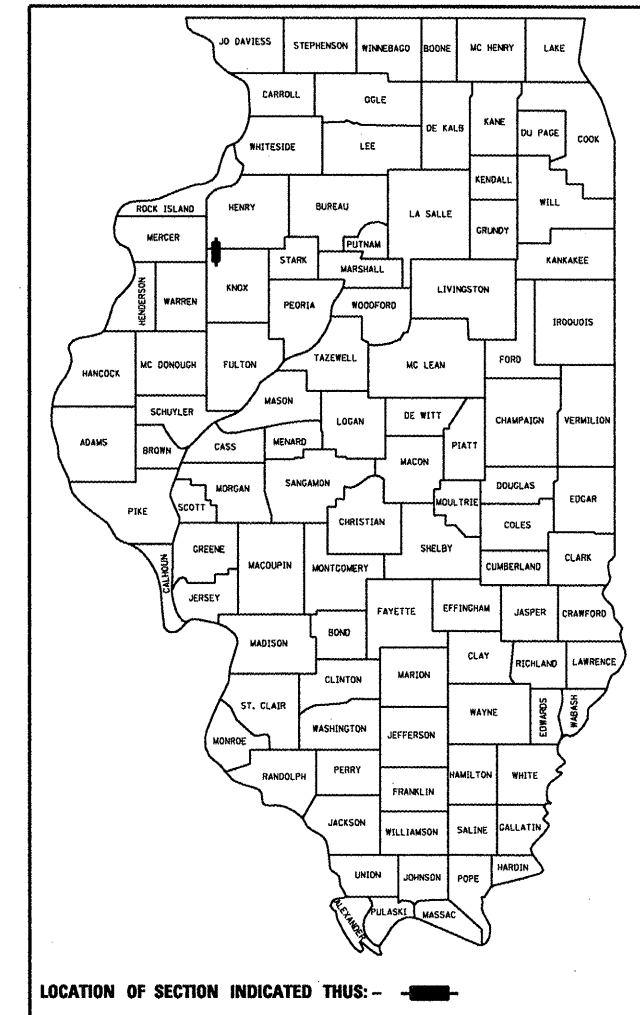 JO DAVIESS STEPHENSON WINNEBAGO BOONE MC HENRY LAKE
CARROLL OGLE DE KALB KANE DU PAGE COOK
WHITESIDE LEE
KENDALL
ROCK ISLAND HENRY BUREAU LA SALLE WILL
MERCER PUTNAM GRUNDY
STARK MARSHALL KANKAKEE
HENDERSON WARREN KNOX PEORIA WOODFORD LIVINGSTON IROQUOIS
HANCOCK MC DONOUGH FULTON TAZEWELL MC LEAN FORD
SCHUYLER MASON LOGAN DE WITT CHAMPAIGN VERMILION
ADAMS BROWN CASS MENARD MACON PIATT
PIKE SCOTT MORGAN SANGAMON CHRISTIAN MOULTRIE DOUGLAS EDGAR
COLES
CALHOUN GREENE MACOUPIN MONTGOMERY SHELBY CUMBERLAND CLARK
JERSEY FAYETTE EFFINGHAM JASPER CRAWFORD
MADISON BOND
CLAY RICHLAND LAWRENCE
CLINTON MARION
ST. CLAIR WAYNE EDWARDS WABASH
MONROE WASHINGTON JEFFERSON
RANDOLPH PERRY HAMILTON WHITE
FRANKLIN
JACKSON WILLIAMSON SALINE GALLATIN
UNION JOHNSON POPE HARDIN
ALEXANDER PULASKI MASSAC
LOCATION OF SECTION INDICATED THUS: -